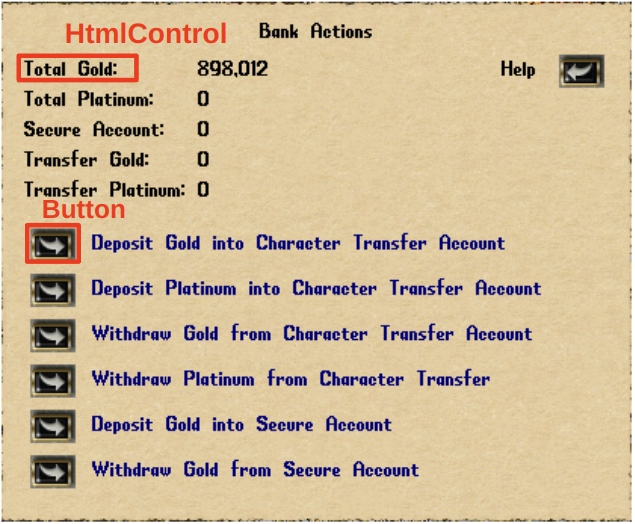 HtmlControl
Bank Actions
Total Gold: 898,012
Help
Total Platinum: 0
Secure Account: 0
Transfer Gold: 0
Transfer Platinum: 0
Button
Deposit Gold into Character Transfer Account
Deposit Platinum into Character Transfer Account
Withdraw Gold from Character Transfer Account
Withdraw Platinum from Character Transfer
Deposit Gold into Secure Account
Withdraw Gold from Secure Account